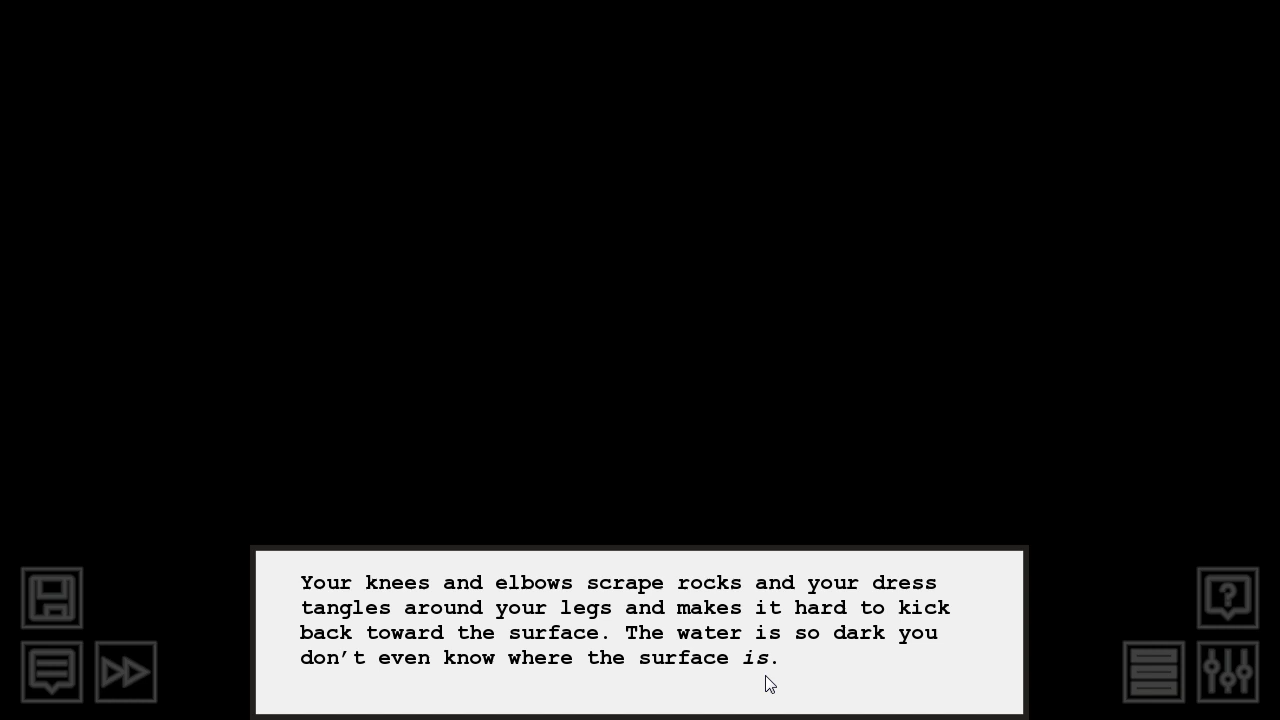 Your knees and elbows scrape rocks and your dress
tangles around your legs and makes it hard to kick
back toward the surface. The water is so dark you
don’t even know where the surface is.
?